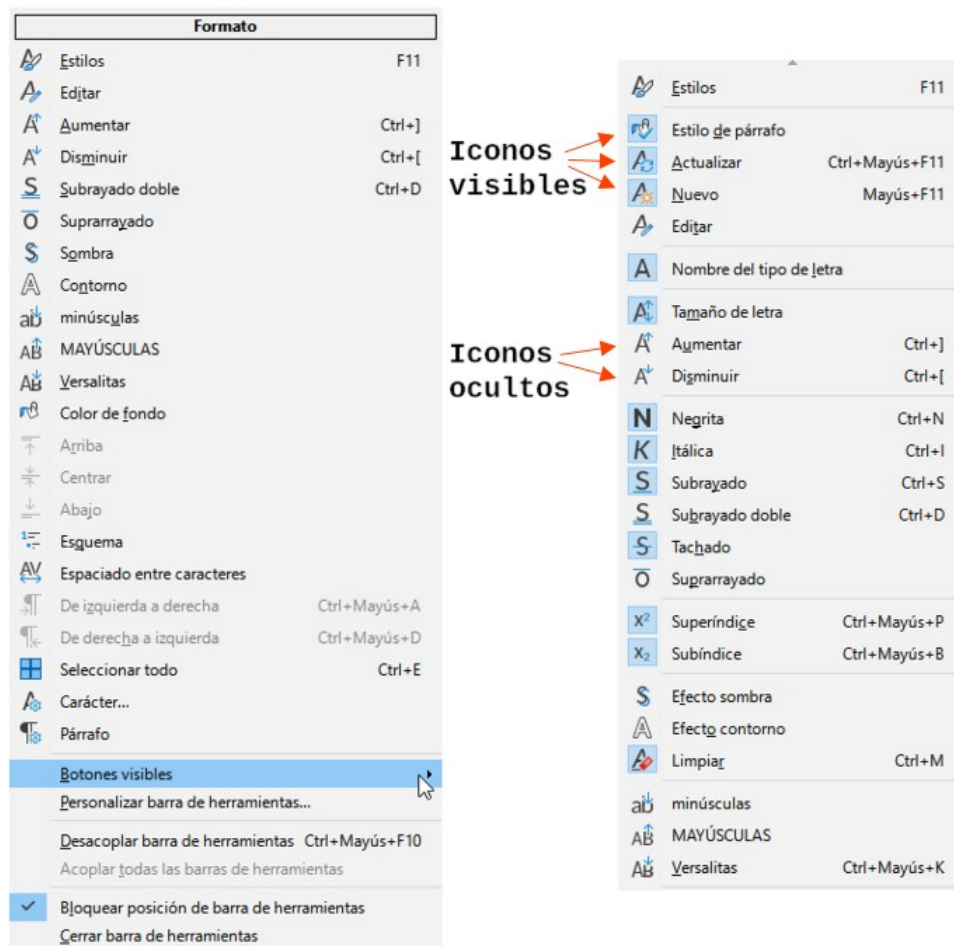 Formato
Estilos F11
Editar
Aumentar Ctrl+]
Disminuir Ctrl+[
Subrayado doble Ctrl+D
Suprarrayado
Sombra
Contorno
minúsculas
MAYÚSCULAS
Versalitas
Color de fondo
Arriba
Centrar
Abajo
Esquema
Espaciado entre caracteres
De izquierda a derecha Ctrl+Mayús+A
De derecha a izquierda Ctrl+Mayús+D
Seleccionar todo Ctrl+E
Carácter...
Párrafo
Botones visibles
Personalizar barra de herramientas...
Desacoplar barra de herramientas Ctrl+Mayús+F10
Acoplar todas las barras de herramientas
Bloquear posición de barra de herramientas
Cerrar barra de herramientas
Iconos
visibles
Iconos
ocultos
Estilos F11
Estilo de párrafo
Actualizar Ctrl+Mayús+F11
Nuevo Mayús+F11
Editar
Nombre del tipo de letra
Tamaño de letra
Aumentar Ctrl+]
Disminuir Ctrl+[
Negrita Ctrl+N
Itálica Ctrl+I
Subrayado Ctrl+S
Subrayado doble Ctrl+D
Tachado
Suprarrayado
Superíndice Ctrl+Mayús+P
Subíndice Ctrl+Mayús+B
Efecto sombra
Efecto contorno
Limpiar Ctrl+M
minúsculas
MAYÚSCULAS
Versalitas Ctrl+Mayús+K